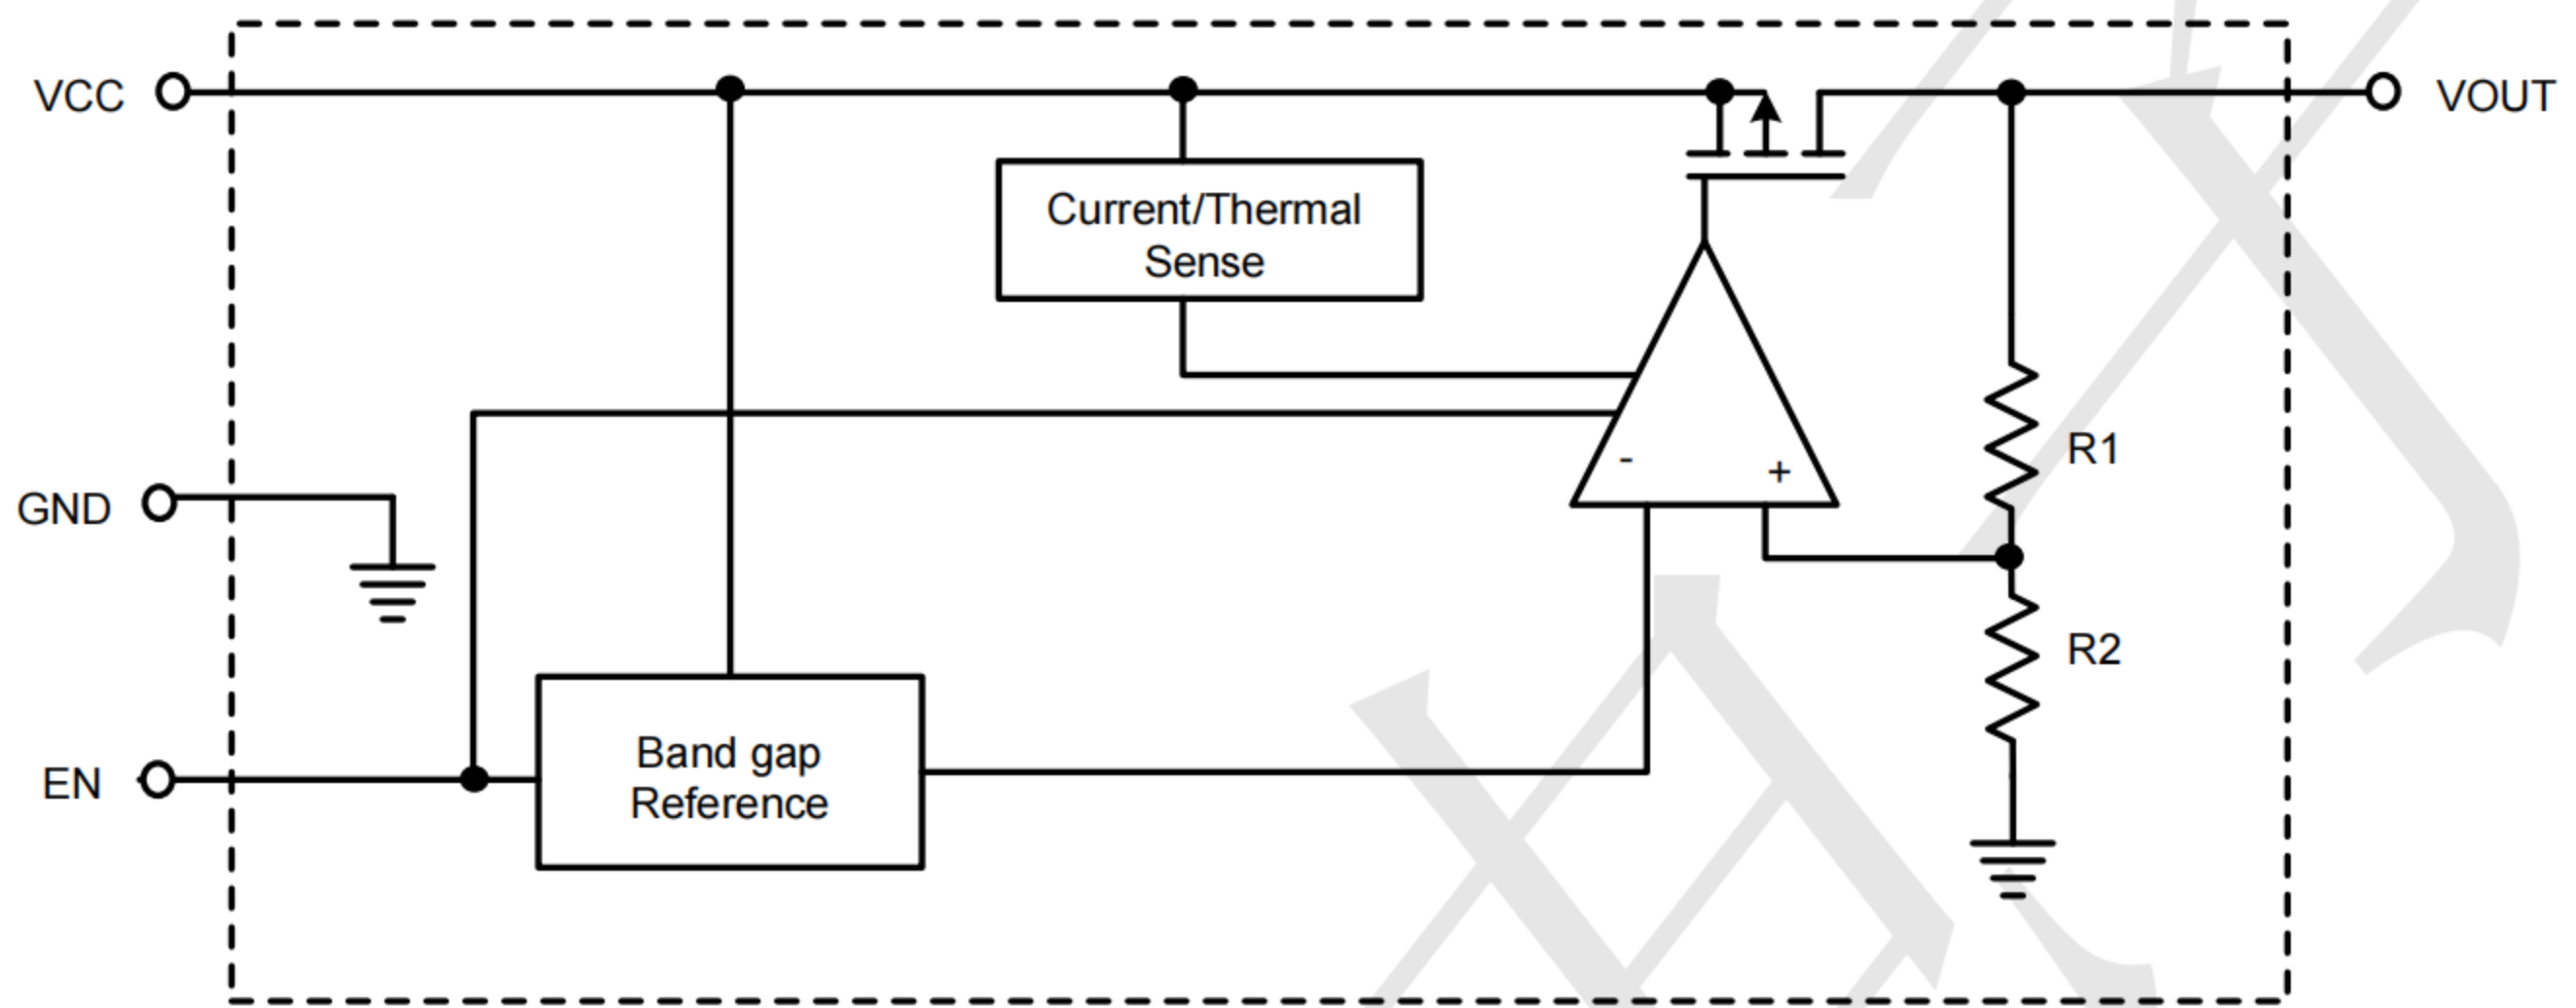 VCC
VOUT
Current/Thermal
Sense
-
+
R1
GND
R2
Band gap
Reference
EN